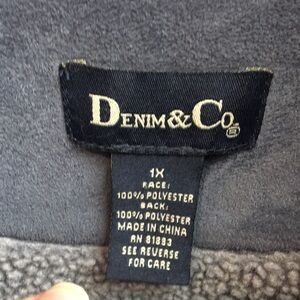 DENIM & CO.®
1X
FACE:
100% POLYESTER
BACK:
100% POLYESTER
MADE IN CHINA
RN 81883
SEE REVERSE
FOR CARE